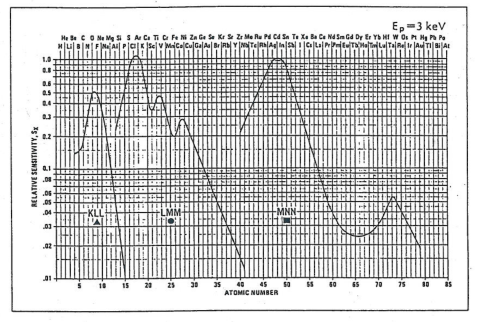 E_p = 3 keV
He Be C O Ne Mg Si S Ar Ca Ti Cr Fe Ni Zn Ge Se Kr Sr Zr Mo Ru Pd Cd Sn Te Xe Ba Ce Nd Sm Gd Dy Er Yb Hf W Os Pt Hg Pb Po
H Li B N F Na Al P Cl K Sc V Mn Co Cu Ga As Br Rb Y Nb Tc Rh Ag In Sb I Cs La Pr Pm Eu Tb Ho Tm Lu Ta Re Ir Au Tl Bi At
1.0
0.5
0.4
0.3
0.2
0.1
.08
.06
.05
.04
.03
.02
.01
RELATIVE SENSITIVITY, Sx
KLL
LMM
MNN
5 10 15 20 25 30 35 40 45 50 55 60 65 70 75 80 85
ATOMIC NUMBER